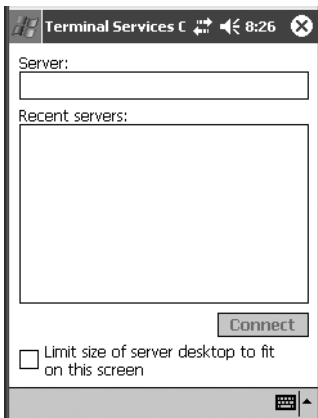 Terminal Services C 8:26
Server:
Recent servers:
Connect
Limit size of server desktop to fit
on this screen